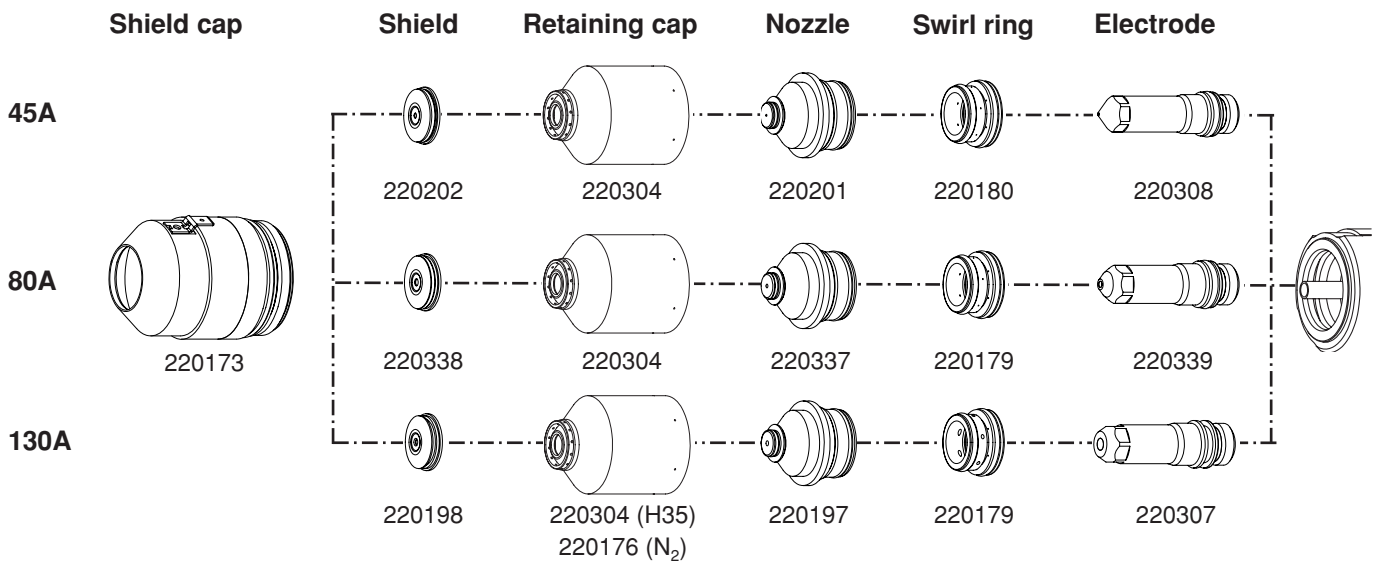 Shield cap Shield Retaining cap Nozzle Swirl ring Electrode
45A
220202 220304 220201 220180 220308
80A
220173 220338 220304 220337 220179 220339
130A
220198 220304 (H35) 220197 220179 220307
220176 (N₂)